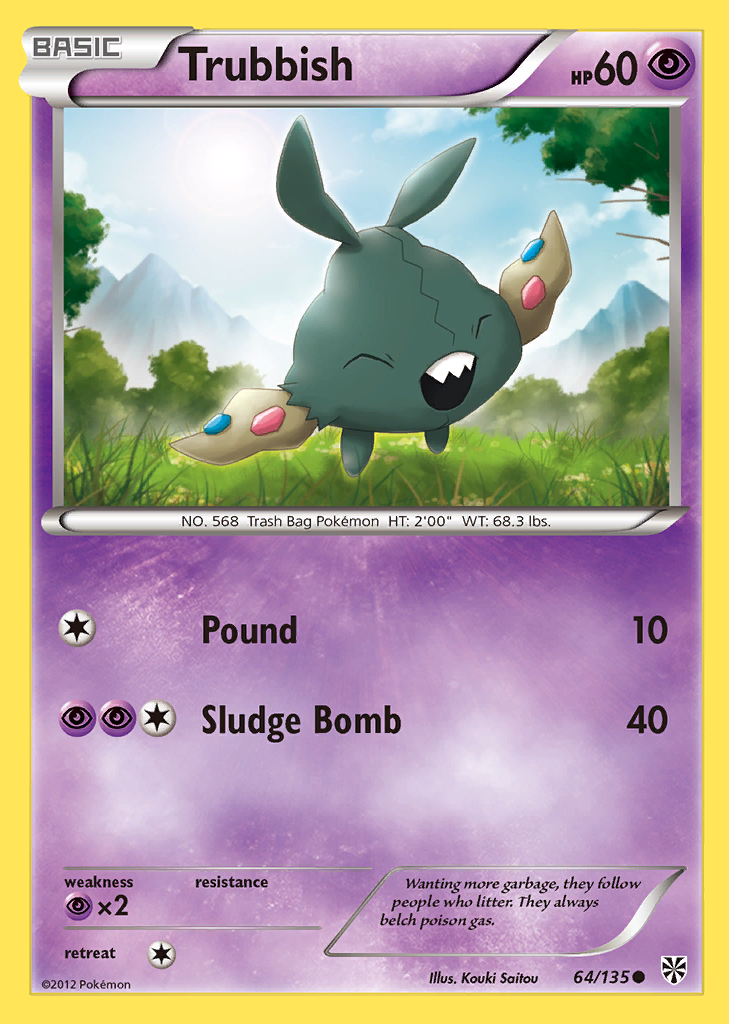 BASIC
Trubbish
HP60
NO. 568 Trash Bag Pokémon HT: 2'00" WT: 68.3 lbs.
Pound 10
Sludge Bomb 40
weakness resistance
×2
retreat
Wanting more garbage, they follow
people who litter. They always
belch poison gas.
©2012 Pokémon
Illus. Kouki Saitou
64/135